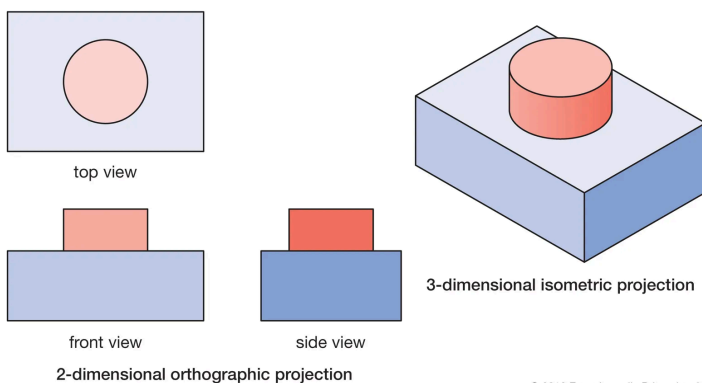 top view
3-dimensional isometric projection
front view
side view
2-dimensional orthographic projection